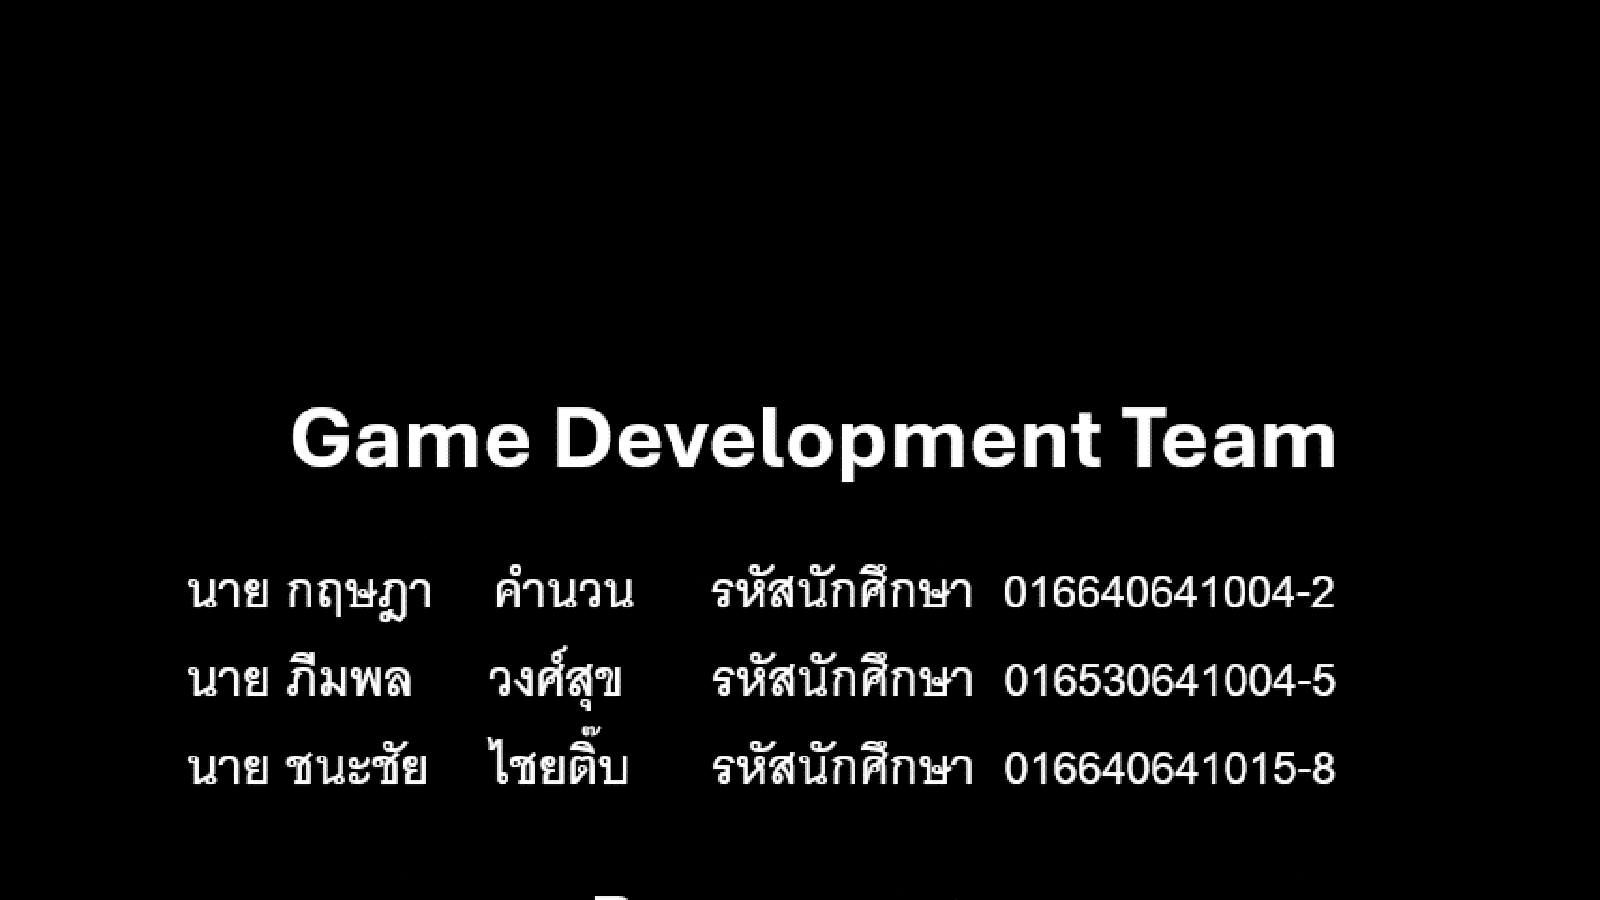 Game Development Team
นาย กฤษฎา คำนวน รหัสนักศึกษา 016640641004-2
นาย ภีมพล วงศ์สุข รหัสนักศึกษา 016530641004-5
นาย ชนะชัย ไชยติ๊บ รหัสนักศึกษา 016640641015-8